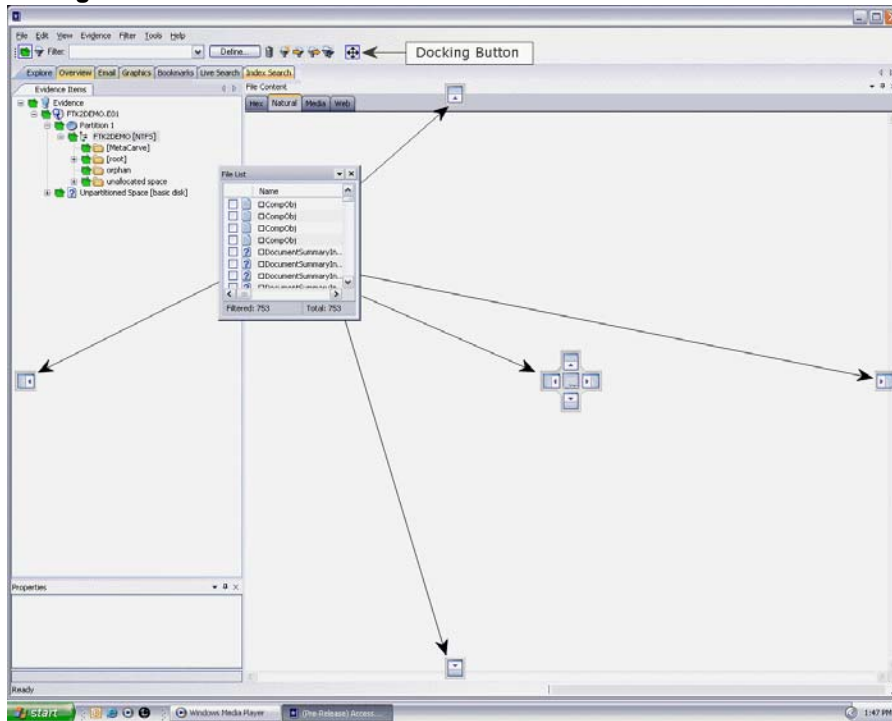 File Edit View Evidence Filter Tools Help
Filter: Define... Docking Button
Explore Overview Email Graphics Bookmarks Live Search Index Search
Evidence Items
File Content
Hex Natural Media Web
Evidence
FTK2DEMO.E01
Partition 1
FTK2DEMO [NTFS]
[MetaCarve]
[root]
orphan
unallocated space
Unpartitioned Space [basic disk]
File List
Name
□CompObj
□CompObj
□CompObj
□CompObj
□DocumentSummaryIn...
□DocumentSummaryIn...
□DocumentSummaryIn...
□DocumentSummaryIn...
Filtered: 753 Total: 753
Properties
Ready
start Windows Media Player (Pre-Release) Access... 1:47 PM